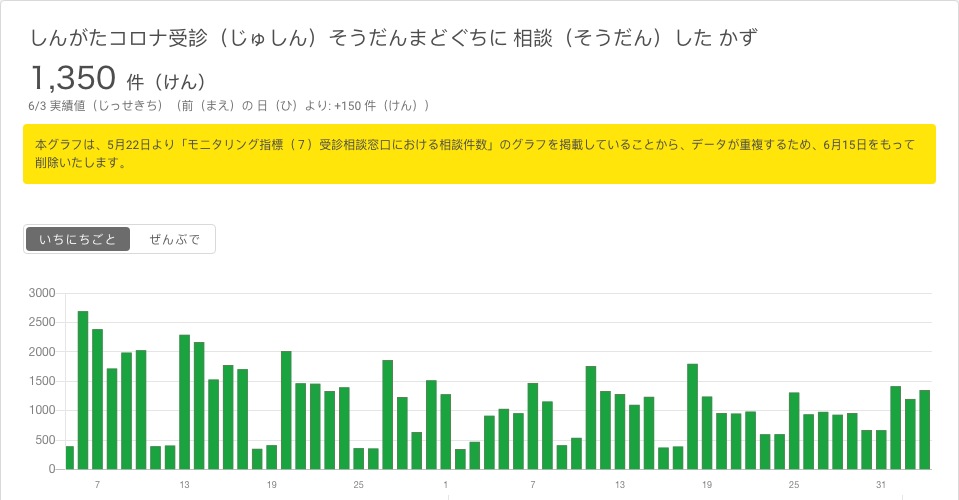 しんがたコロナ受診（じゅしん）そうだんまどぐちに 相談（そうだん）した かず
1,350 件（けん）
6/3 実績値（じっせきち）（前（まえ）の 日（ひ）より: +150 件（けん））
本グラフは、5月22日より「モニタリング指標（７）受診相談窓口における相談件数」のグラフを掲載していることから、データが重複するため、6月15日をもって
削除いたします。
いちにちごと ぜんぶで
3000
2500
2000
1500
1000
500
0
7 13 19 25 1 7 13 19 25 31